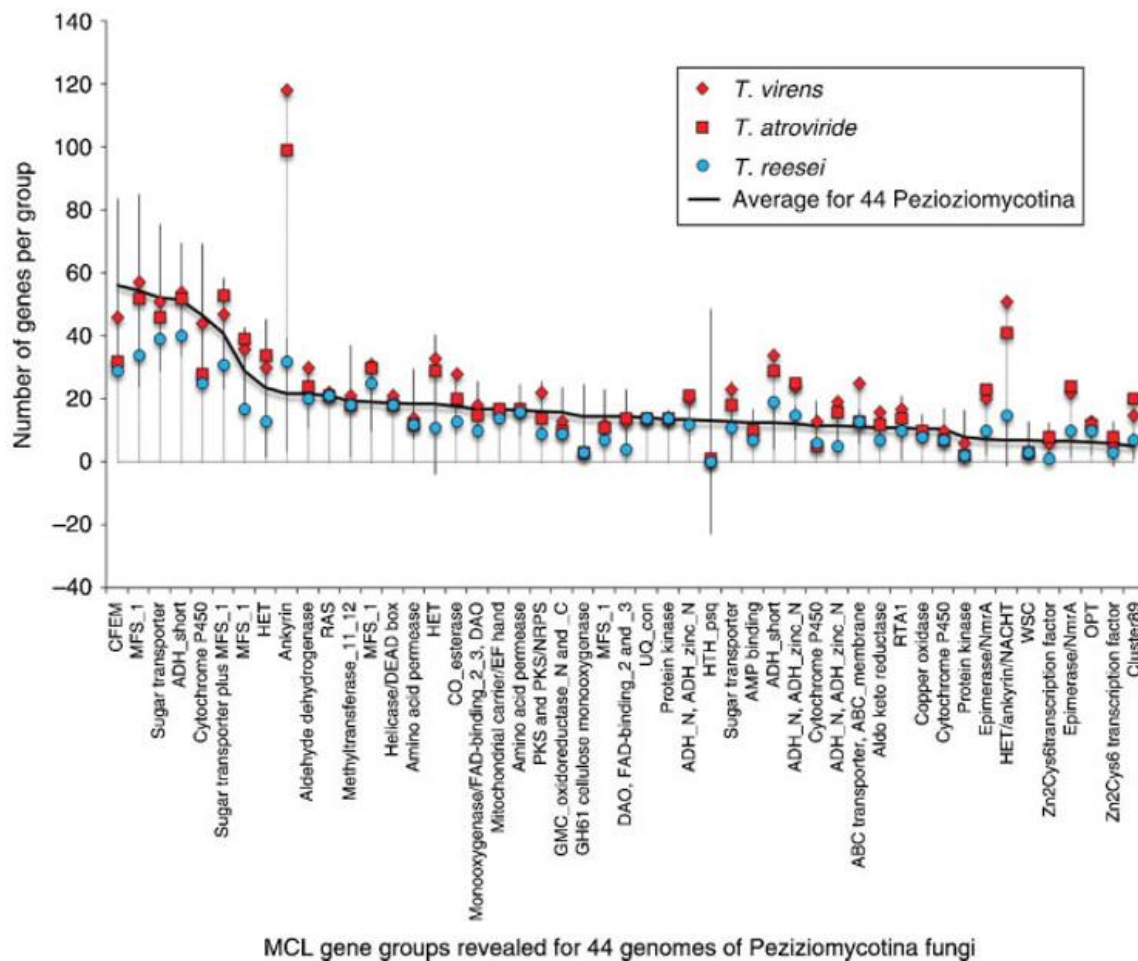 140
120
100
80
60
40
20
0
−20
−40
Number of genes per group
T. virens
T. atroviride
T. reesei
Average for 44 Pezioziomycotina
CFEM
MFS_1
Sugar transporter
ADH_short
Cytochrome P450
Sugar transporter plus MFS_1
MFS_1
HET
Ankyrin
Aldehyde dehydrogenase
RAS
Methyltransferase_11_12
MFS_1
Helicase/DEAD box
Amino acid permease
HET
CO_esterase
Monooxygenase/FAD-binding_2_3, DAO
Mitochondrial carrier/EF hand
Amino acid permease
PKS and PKS/NRPS
GMC_oxidoreductase_N and _C
GH61 cellulose monooxygenase
MFS_1
DAO, FAD-binding_2 and _3
UQ_con
Protein kinase
ADH_N, ADH_zinc_N
HTH_psq
Sugar transporter
AMP binding
ADH_short
ADH_N, ADH_zinc_N
Cytochrome P450
ADH_N, ADH_zinc_N
ABC transporter, ABC_membrane
Aldo keto reductase
RTA1
Copper oxidase
Cytochrome P450
Protein kinase
Epimerase/NmrA
HET/ankyrin/NACHT
WSC
Zn2Cys6transcription factor
Epimerase/NmrA
OPT
Zn2Cys6 transcription factor
Cluster89
MCL gene groups revealed for 44 genomes of Peziziomycotina fungi